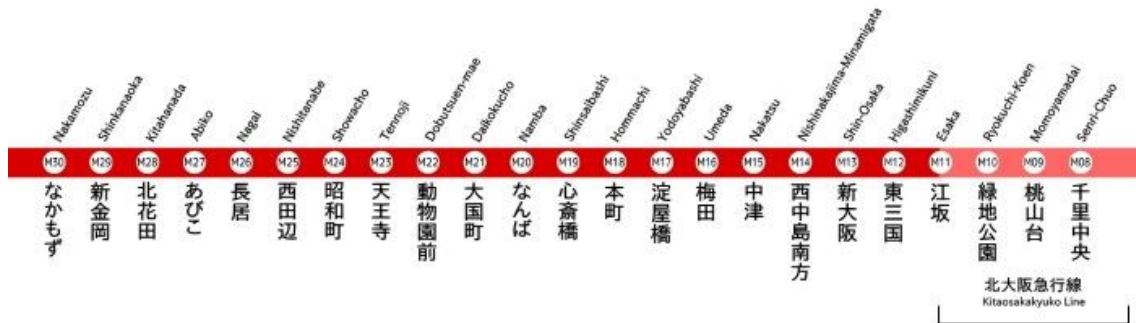 Nakamozu
Shinkanaoka
Kitahanada
Abiko
Nagai
Nishitanabe
Showacho
Tennoji
Dobutsuen-mae
Daikokucho
Namba
Shinsaibashi
Hommachi
Yodoyabashi
Umeda
Nakatsu
Nishinakajima-Minamigata
Shin-Osaka
Higashimikuni
Esaka
Ryokuchi-Koen
Momoyamadai
Senri-Chuo
M30
M29
M28
M27
M26
M25
M24
M23
M22
M21
M20
M19
M18
M17
M16
M15
M14
M13
M12
M11
M10
M09
M08
なかもず
新金岡
北花田
あびこ
長居
西田辺
昭和町
天王寺
動物園前
大国町
なんば
心斎橋
本町
淀屋橋
梅田
中津
西中島南方
新大阪
東三国
江坂
緑地公園
桃山台
千里中央
北大阪急行線
Kitaosakakyuko Line